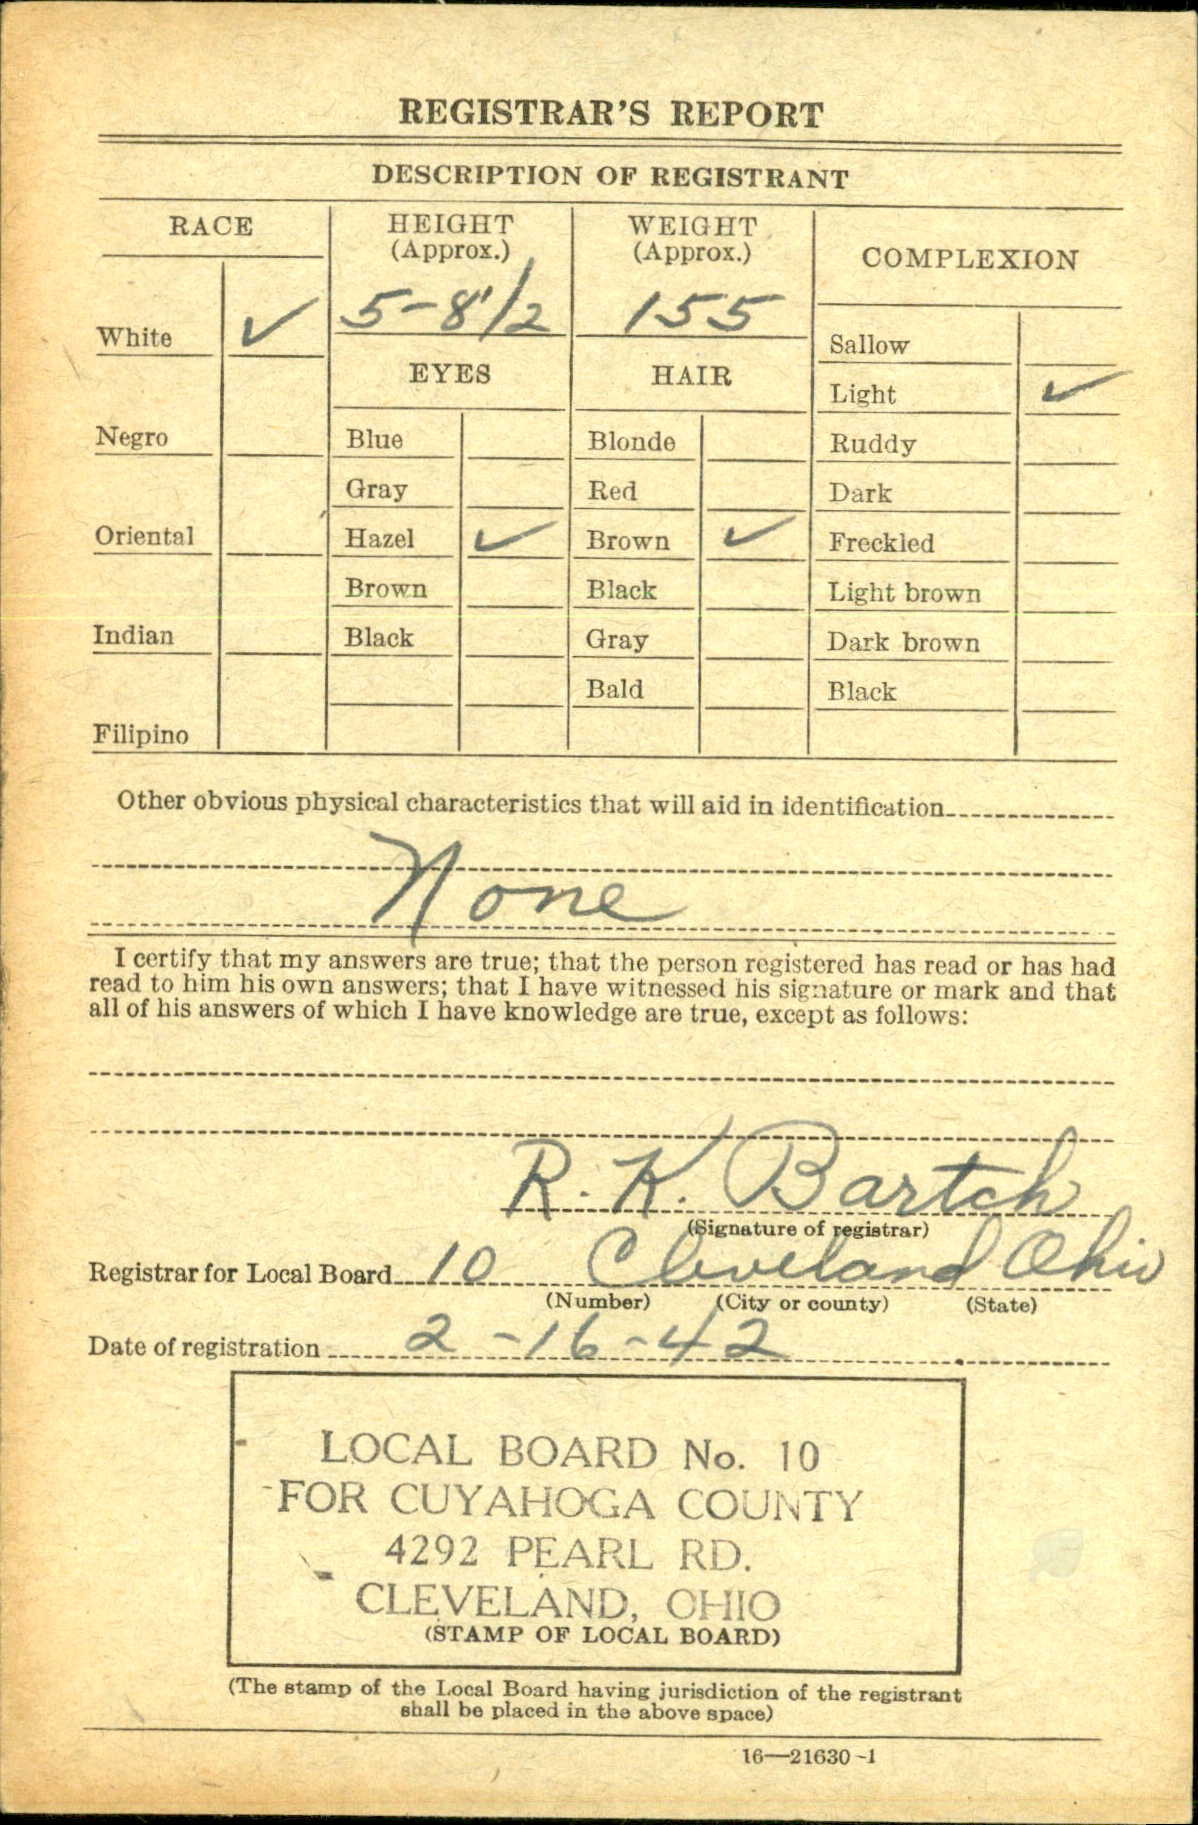 REGISTRAR'S REPORT
DESCRIPTION OF REGISTRANT
RACE
HEIGHT
(Approx.)
WEIGHT
(Approx.)
COMPLEXION
5-8 1/2
155
White ✓
Sallow
EYES
HAIR
Light ✓
Negro
Blue
Blonde
Ruddy
Gray
Red
Dark
Oriental
Hazel ✓
Brown ✓
Freckled
Brown
Black
Light brown
Indian
Black
Gray
Dark brown
Bald
Black
Filipino
Other obvious physical characteristics that will aid in identification
None
I certify that my answers are true; that the person registered has read or has had
read to him his own answers; that I have witnessed his signature or mark and that
all of his answers of which I have knowledge are true, except as follows:
R. K. Bartch
(Signature of registrar)
Registrar for Local Board 10 Cleveland Ohio
(Number) (City or county) (State)
Date of registration 2-16-42
LOCAL BOARD No. 10
FOR CUYAHOGA COUNTY
4292 PEARL RD.
CLEVELAND, OHIO
(STAMP OF LOCAL BOARD)
(The stamp of the Local Board having jurisdiction of the registrant
shall be placed in the above space)
16—21630-1